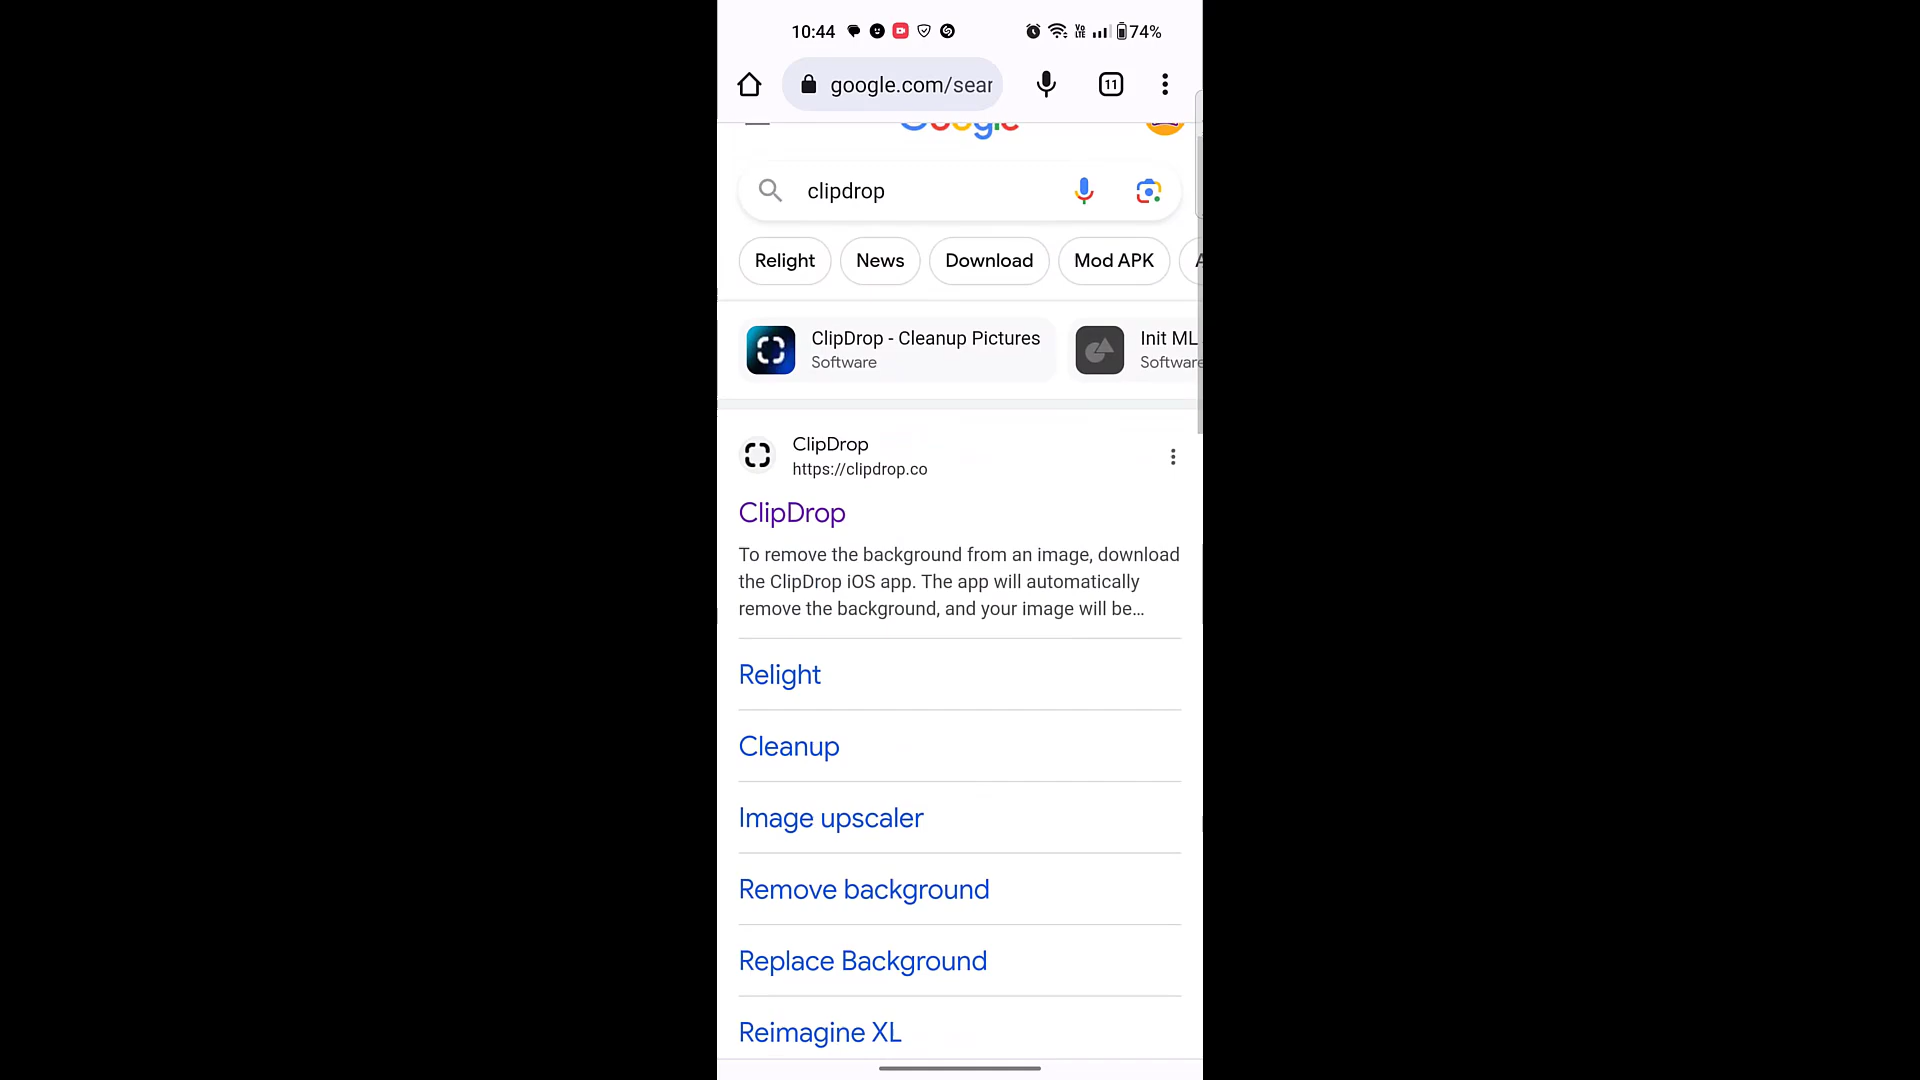 10:44 74%
google.com/sear 11
Google
clipdrop
Relight News Download Mod APK
ClipDrop - Cleanup Pictures
Software
Init ML
Software
ClipDrop
https://clipdrop.co
ClipDrop
To remove the background from an image, download
the ClipDrop iOS app. The app will automatically
remove the background, and your image will be...
Relight
Cleanup
Image upscaler
Remove background
Replace Background
Reimagine XL